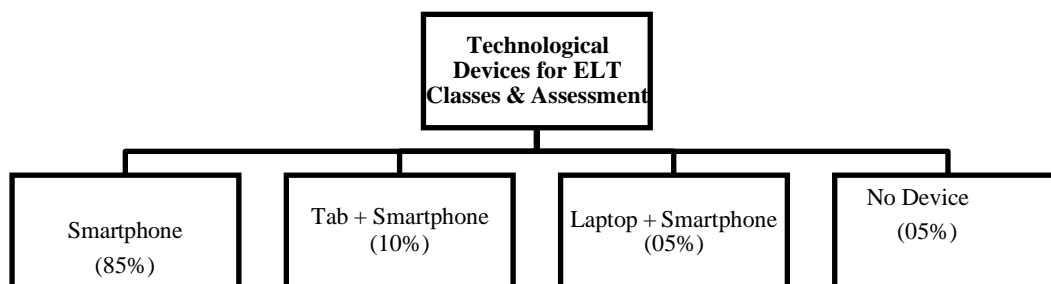 Technological
Devices for ELT
Classes & Assessment
Smartphone
(85%)
Tab + Smartphone
(10%)
Laptop + Smartphone
(05%)
No Device
(05%)